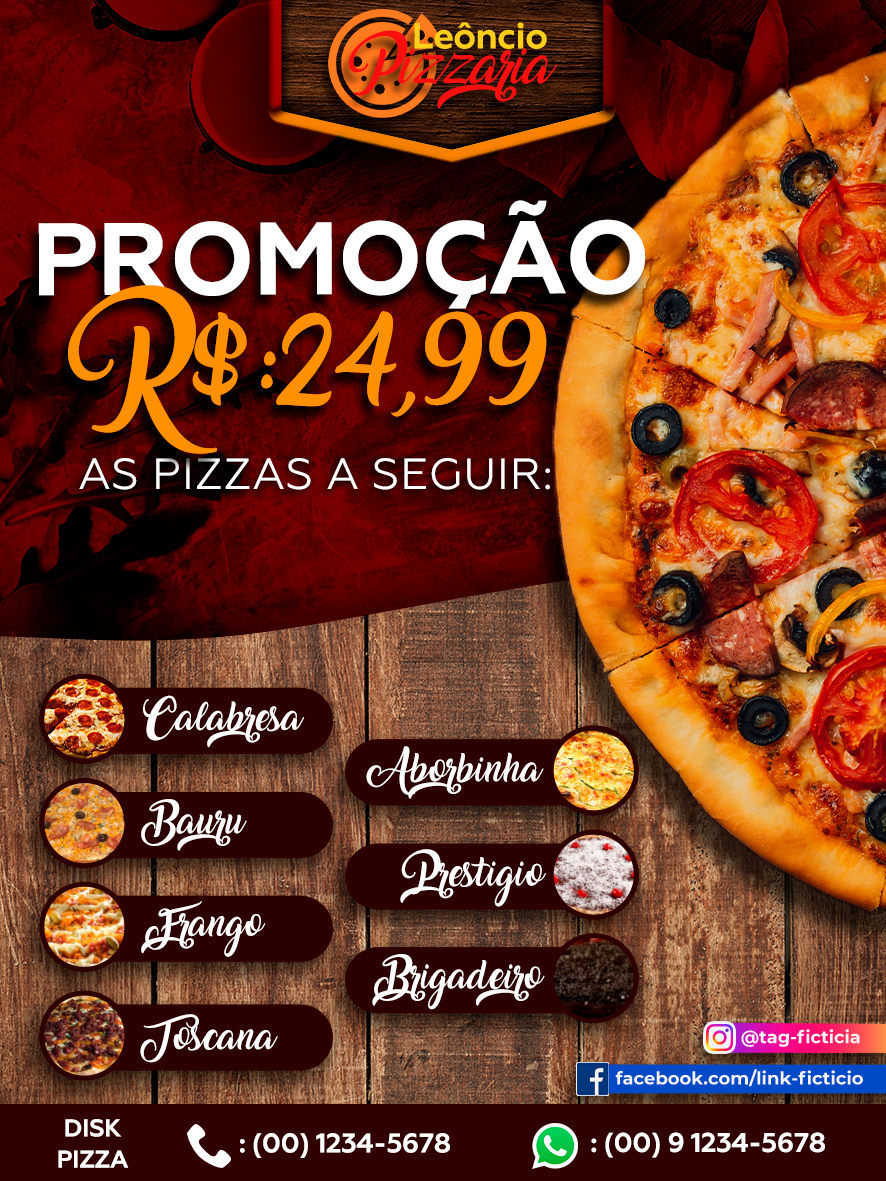 Leôncio
Pizzaria
PROMOÇÃO
R$:24,99
AS PIZZAS A SEGUIR:
Calabresa
Bauru
Frango
Toscana
Aborbinha
Prestigio
Brigadeiro
@tag-ficticia
facebook.com/link-ficticio
DISK
PIZZA
: (00) 1234-5678
: (00) 9 1234-5678